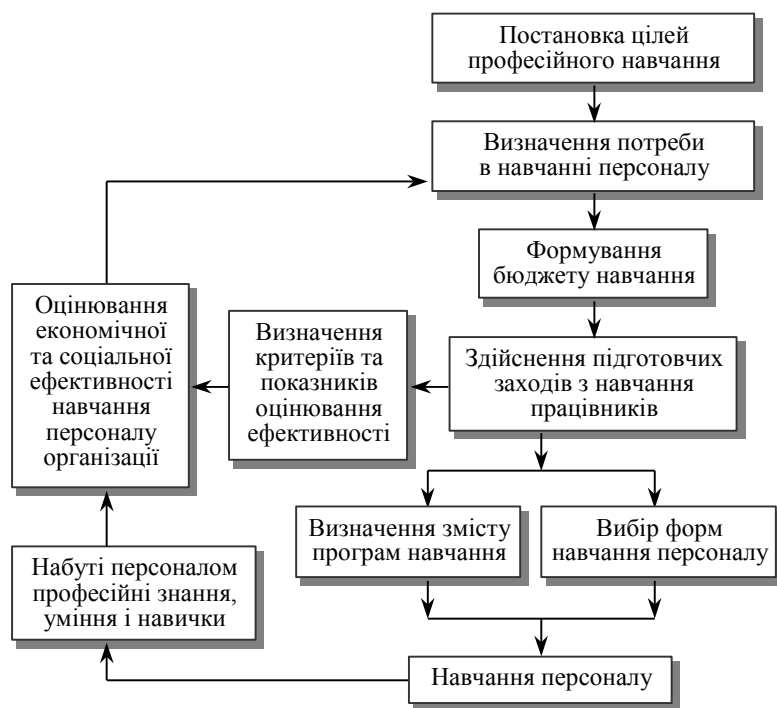 Постановка цілей
професійного навчання
Визначення потреби
в навчанні персоналу
Формування
бюджету навчання
Оцінювання
економічної
та соціальної
ефективності
навчання
персоналу
організації
Визначення
критеріїв та
показників
оцінювання
ефективності
Здійснення підготовчих
заходів з навчання
працівників
Визначення змісту
програм навчання
Вибір форм
навчання персоналу
Набуті персоналом
професійні знання,
уміння і навички
Навчання персоналу